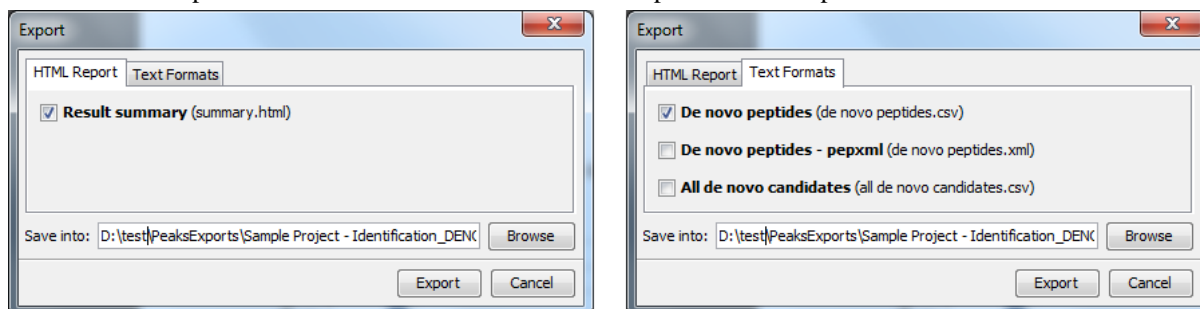 Export
HTML Report Text Formats
Result summary (summary.html)
Save into: D:\test\PeaksExports\Sample Project - Identification_DENO Browse
Export Cancel
Export
HTML Report Text Formats
De novo peptides (de novo peptides.csv)
De novo peptides - pepxml (de novo peptides.xml)
All de novo candidates (all de novo candidates.csv)
Save into: D:\test\PeaksExports\Sample Project - Identification_DENO Browse
Export Cancel